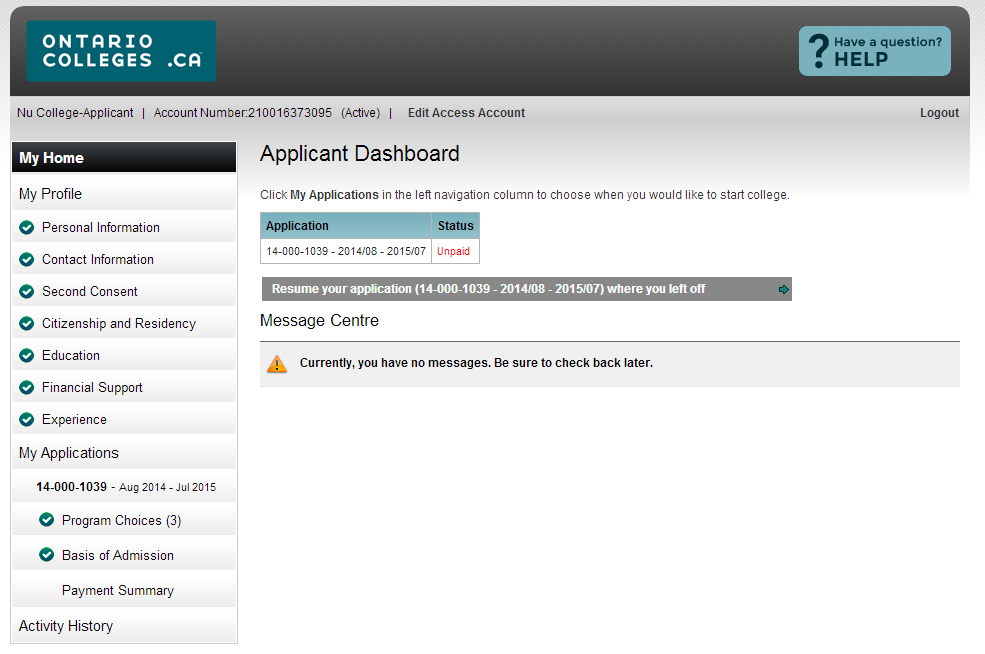 ONTARIO
COLLEGES .CA™
? Have a question?
HELP
Nu College-Applicant | Account Number:210016373095 (Active) | Edit Access Account
Logout
My Home
My Profile
Personal Information
Contact Information
Second Consent
Citizenship and Residency
Education
Financial Support
Experience
My Applications
14-000-1039 - Aug 2014 - Jul 2015
Program Choices (3)
Basis of Admission
Payment Summary
Activity History
Applicant Dashboard
Click My Applications in the left navigation column to choose when you would like to start college.
Application Status
14-000-1039 - 2014/08 - 2015/07 Unpaid
Resume your application (14-000-1039 - 2014/08 - 2015/07) where you left off
Message Centre
Currently, you have no messages. Be sure to check back later.